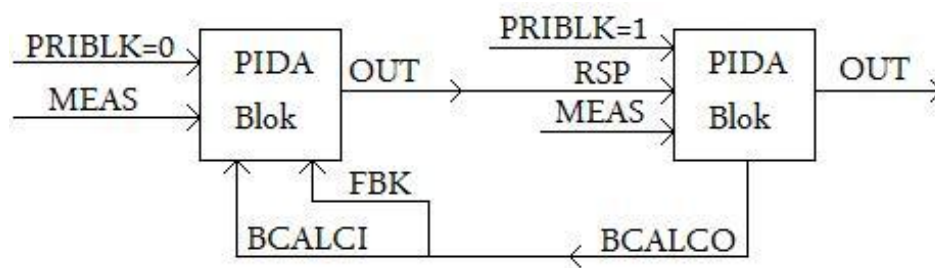 PRIBLK=0
MEAS
PIDA
Blok
OUT
FBK
BCALCI
PRIBLK=1
RSP
MEAS
PIDA
Blok
OUT
BCALCO